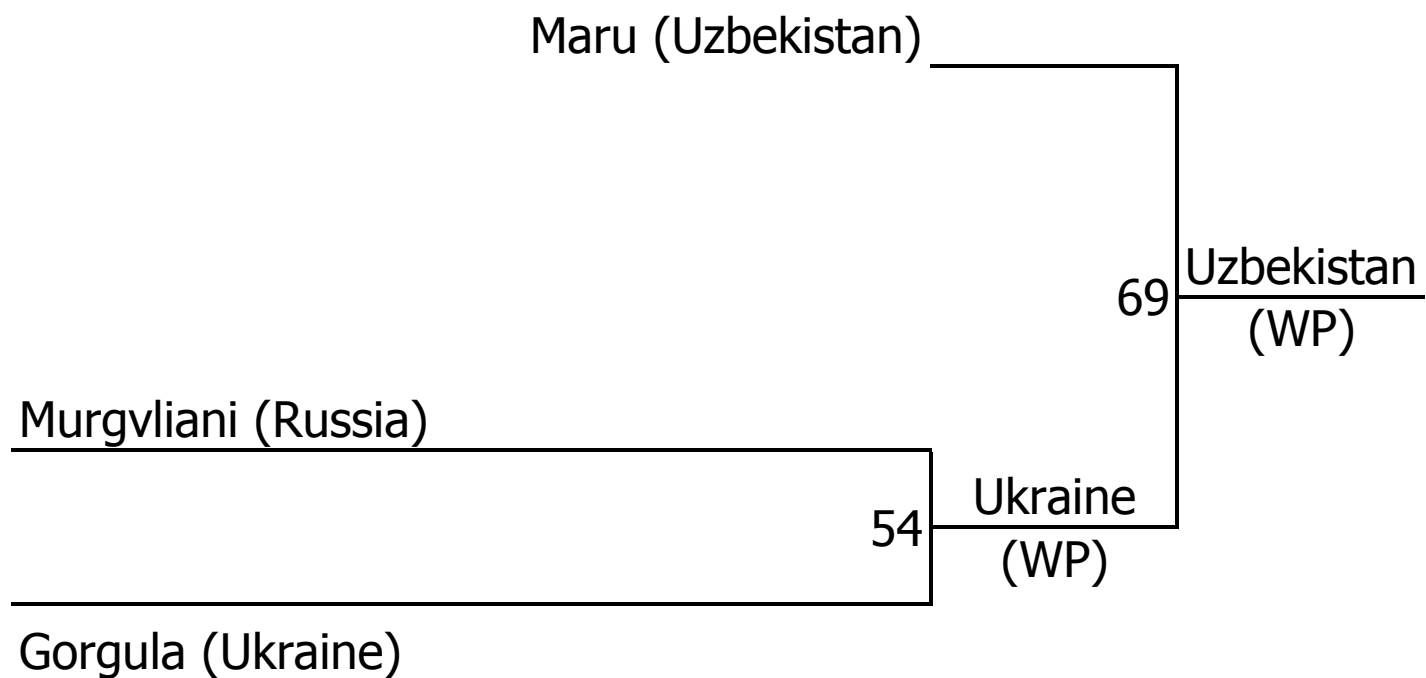 Maru (Uzbekistan)
69
Uzbekistan
(WP)
Murgvliani (Russia)
54
Ukraine
(WP)
Gorgula (Ukraine)